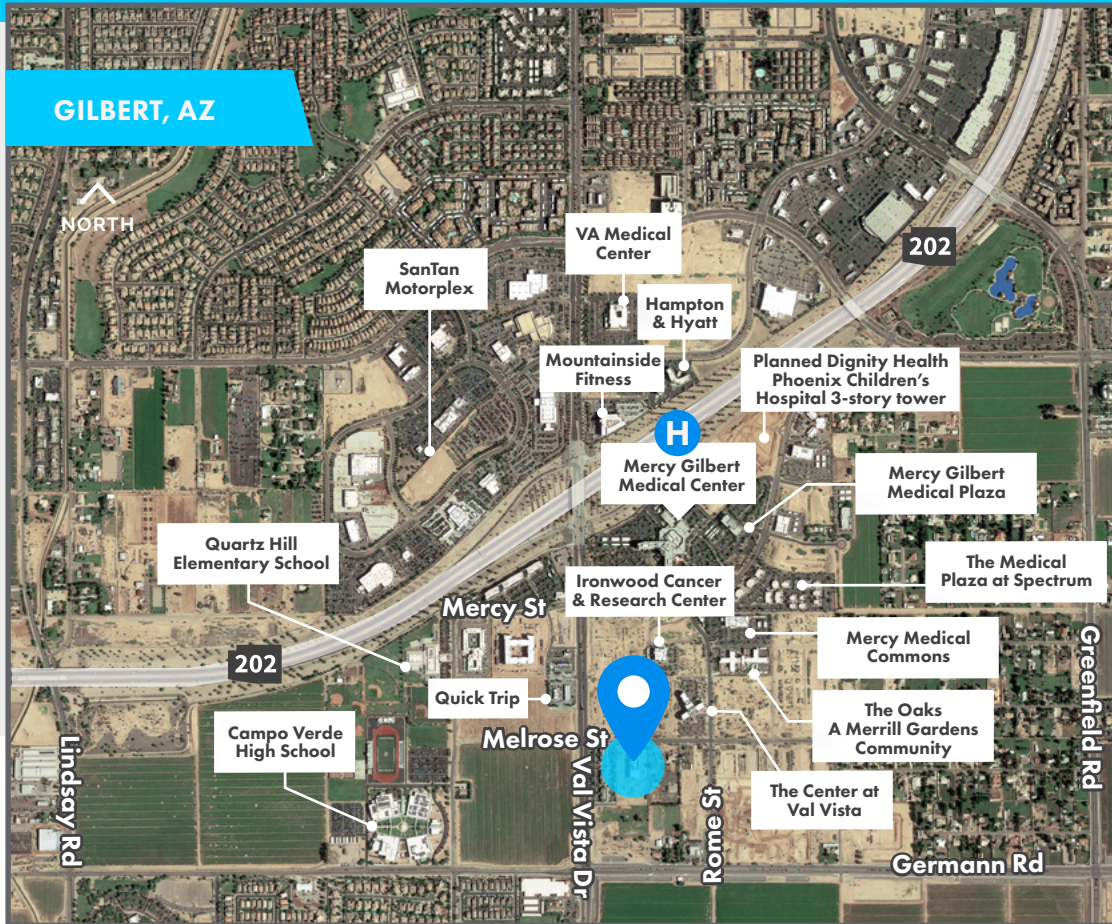 GILBERT, AZ
NORTH
VA Medical
Center
202
SanTan
Motorplex
Hampton
& Hyatt
Mountainside
Fitness
Planned Dignity Health
Phoenix Children's
Hospital 3-story tower
H
Mercy Gilbert
Medical Center
Mercy Gilbert
Medical Plaza
Quartz Hill
Elementary School
The Medical
Plaza at Spectrum
Ironwood Cancer
& Research Center
Mercy St
Mercy Medical
Commons
Greenfield Rd
202
Quick Trip
The Oaks
A Merrill Gardens
Community
Campo Verde
High School
Melrose St
Lindsay Rd
Val Vista Dr
The Center at
Val Vista
Rome St
Germann Rd